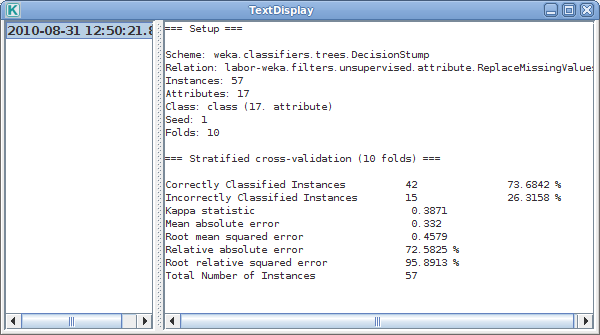 TextDisplay
2010-08-31 12:50:21.8
=== Setup ===
Scheme: weka.classifiers.trees.DecisionStump
Relation: labor-weka.filters.unsupervised.attribute.ReplaceMissingValues
Instances: 57
Attributes: 17
Class: class (17. attribute)
Seed: 1
Folds: 10
=== Stratified cross-validation (10 folds) ===
Correctly Classified Instances 42 73.6842 %
Incorrectly Classified Instances 15 26.3158 %
Kappa statistic 0.3871
Mean absolute error 0.332
Root mean squared error 0.4579
Relative absolute error 72.5825 %
Root relative squared error 95.8913 %
Total Number of Instances 57